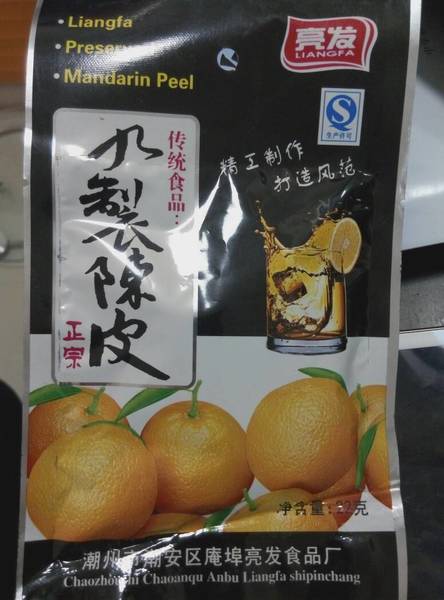 • Liangfa
• Preserved
• Mandarin Peel
亮发
LIANGFA
S
生产许可
传统食品:
九製陳皮
正宗
精工制作
打造风范
净含量:22克
潮州市潮安区庵埠亮发食品厂
Chaozhoushi Chaoanqu Anbu Liangfa shipinchang